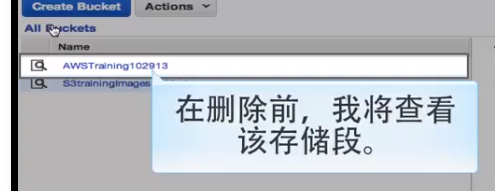 Create Bucket Actions
All Buckets
Name
AWSTraining102913
S3trainingImages
在删除前，我将查看
该存储段。